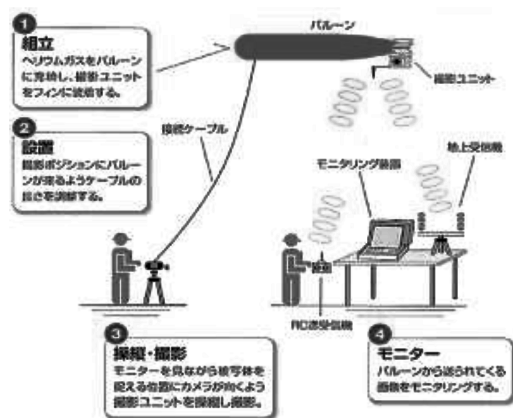 バルーン
1
組立
ヘリウムガスをバルーン
に充填し、撮影ユニット
をフィンに装着する。
撮影ユニット
2
設置
撮影ポジションにバルー
ンが来るようケーブルの
長さを調整する。
接続ケーブル
地上受信機
モニタリング装置
RC送受信機
3
操縦・撮影
モニターを見ながら被写体を
捉える位置にカメラが向くよう
撮影ユニットを操縦し撮影。
4
モニター
バルーンから送られてくる
画像をモニタリングする。